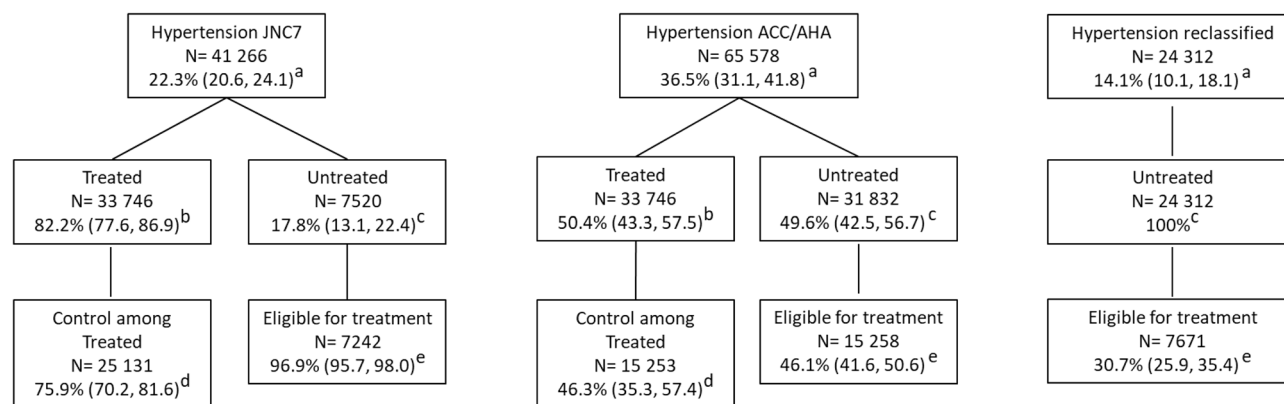 Hypertension JNC7
N= 41 266
22.3% (20.6, 24.1)a
Treated
N= 33 746
82.2% (77.6, 86.9)b
Untreated
N= 7520
17.8% (13.1, 22.4)c
Control among
Treated
N= 25 131
75.9% (70.2, 81.6)d
Eligible for treatment
N= 7242
96.9% (95.7, 98.0)e
Hypertension ACC/AHA
N= 65 578
36.5% (31.1, 41.8)a
Treated
N= 33 746
50.4% (43.3, 57.5)b
Untreated
N= 31 832
49.6% (42.5, 56.7)c
Control among
Treated
N= 15 253
46.3% (35.3, 57.4)d
Eligible for treatment
N= 15 258
46.1% (41.6, 50.6)e
Hypertension reclassified
N= 24 312
14.1% (10.1, 18.1)a
Untreated
N= 24 312
100%c
Eligible for treatment
N= 7671
30.7% (25.9, 35.4)e